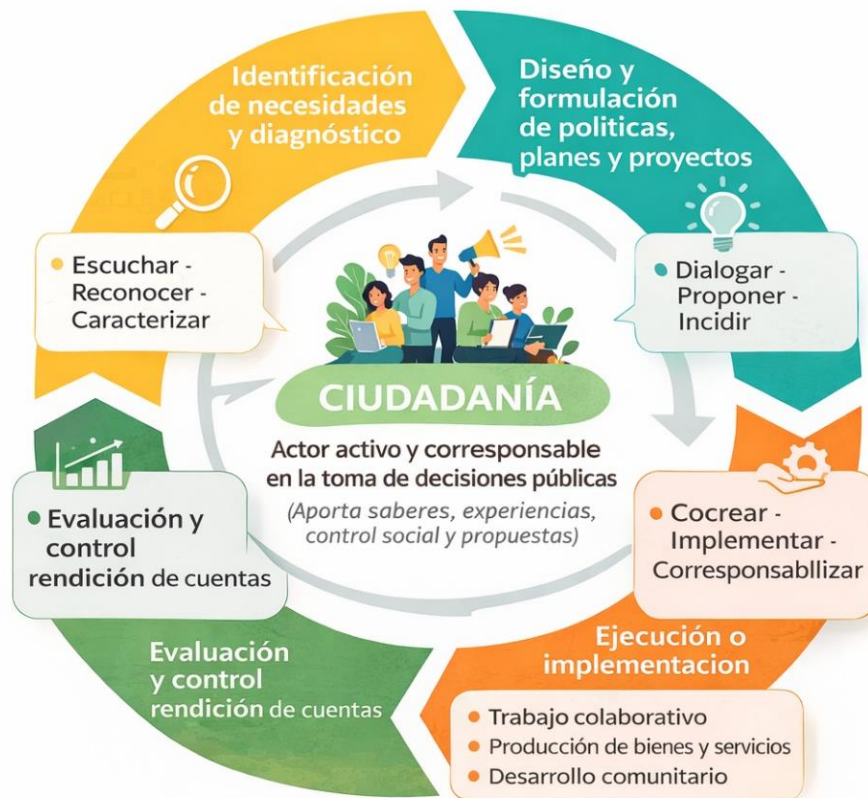 Identificación
de necesidades
y diagnóstico
Diseño y
formulación
de politicas,
planes y proyectos
• Escuchar -
Reconocer -
Caracterizar
• Dialogar -
Proponer -
Incidir
CIUDADANÍA
Actor activo y corresponsable
en la toma de decisiones públicas
(Aporta saberes, experiencias,
control social y propuestas)
• Evaluación y
control
rendición de cuentas
• Cocrear -
Implementar -
Corresponsabllizar
Evaluación
y control
rendición de cuentas
Ejecución o
implementacion
• Trabajo colaborativo
• Producción de bienes y servicios
• Desarrollo comunitario